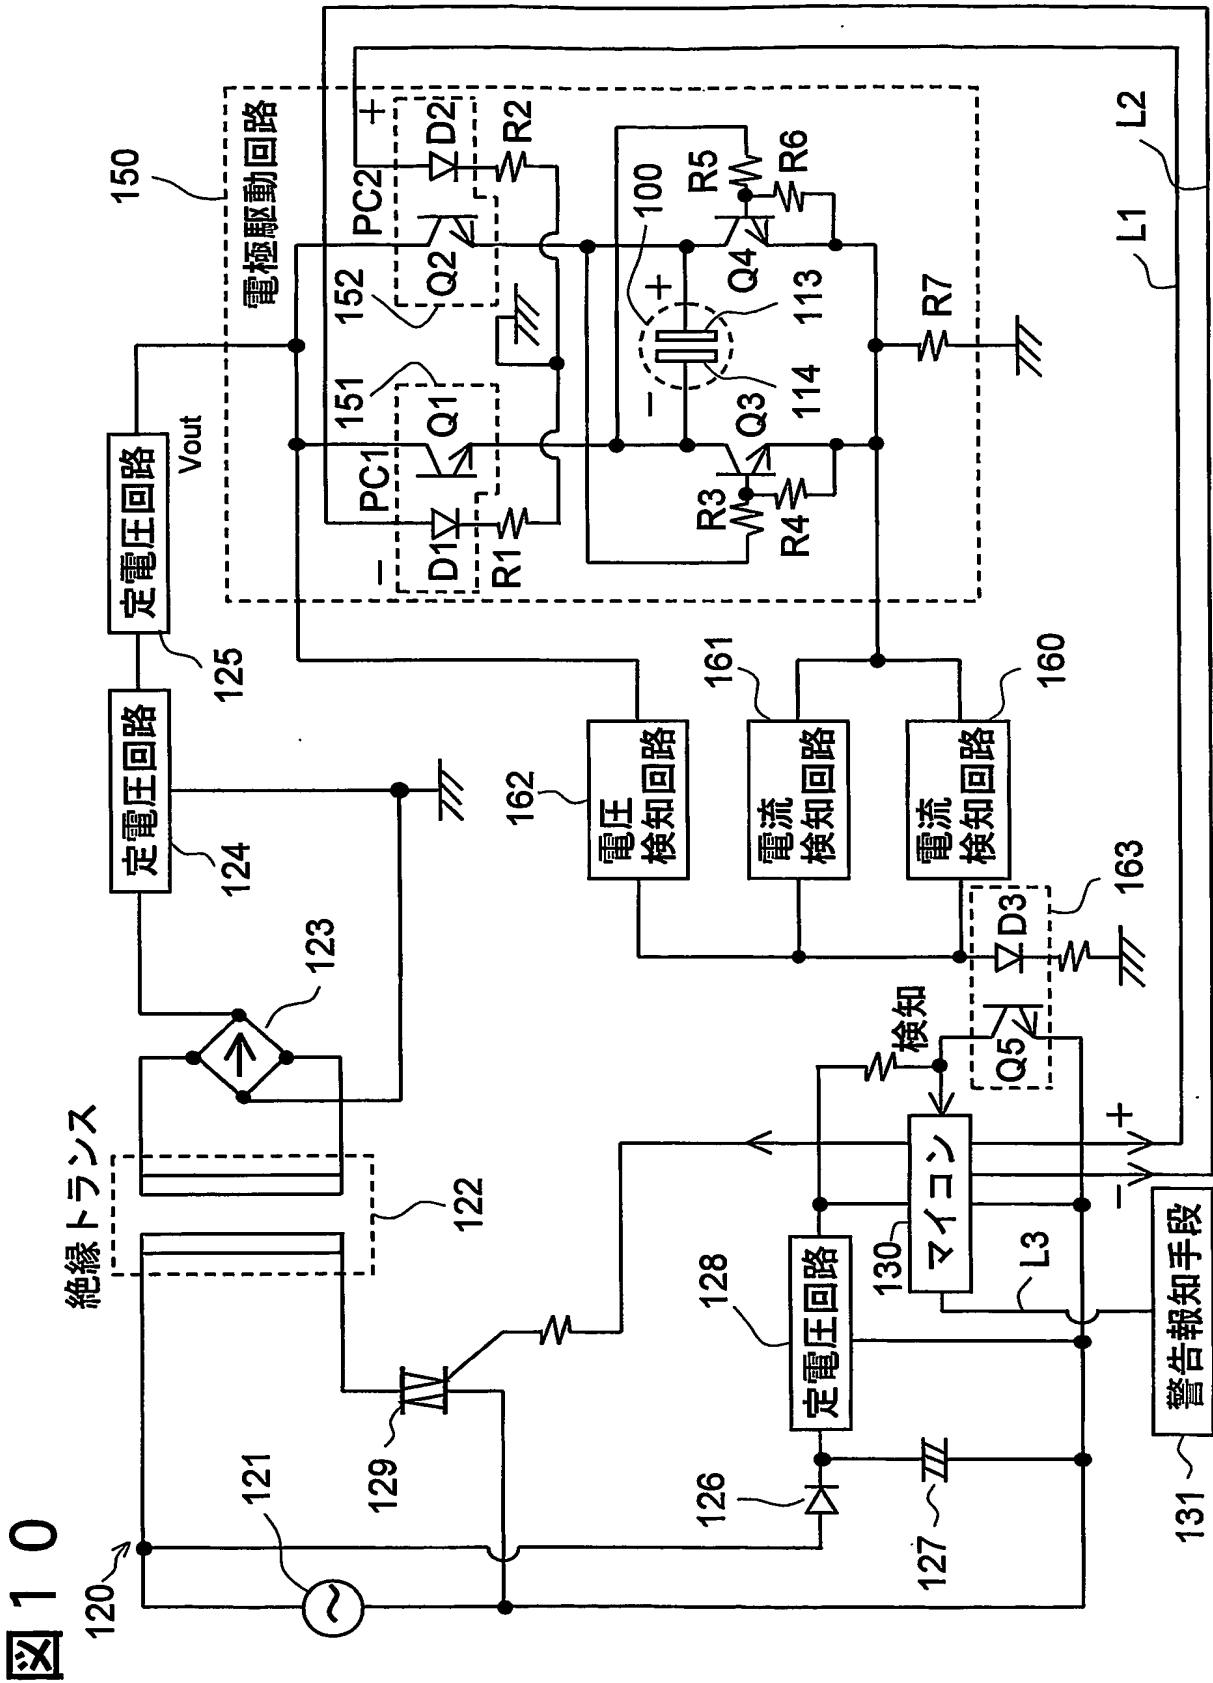 図10
120
121
絶縁トランス
122
123
129
定電圧回路
124
定電圧回路
125
Vout
150
電極駆動回路
PC1
−
151
D1
Q1
R1
PC2
+
152
D2
Q2
R2
100
−
+
114
113
R3
R4
Q3
R5
R6
Q4
R7
162
電圧
検知回路
161
電流
検知回路
160
電流
検知回路
163
D3
Q5
検知
126
127
128
定電圧回路
130
マイコン
−
+
L1
L2
L3
警告報知手段
131